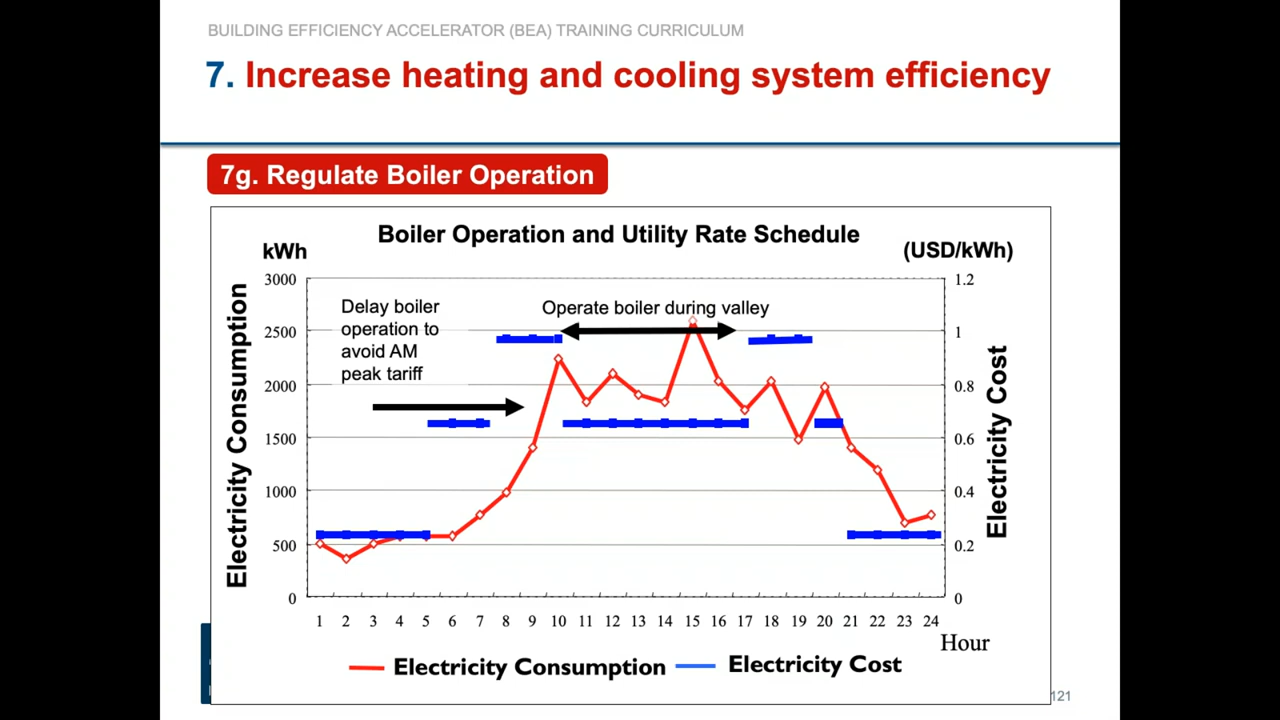 BUILDING EFFICIENCY ACCELERATOR (BEA) TRAINING CURRICULUM
7. Increase heating and cooling system efficiency
7g. Regulate Boiler Operation
Boiler Operation and Utility Rate Schedule
kWh
(USD/kWh)
Electricity Consumption
3000
2500
2000
1500
1000
500
0
Delay boiler
operation to
avoid AM
peak tariff
Operate boiler during valley
1.2
1
0.8
0.6
0.4
0.2
0
Electricity Cost
1 2 3 4 5 6 7 8 9 10 11 12 13 14 15 16 17 18 19 20 21 22 23 24
Hour
Electricity Consumption Electricity Cost
121